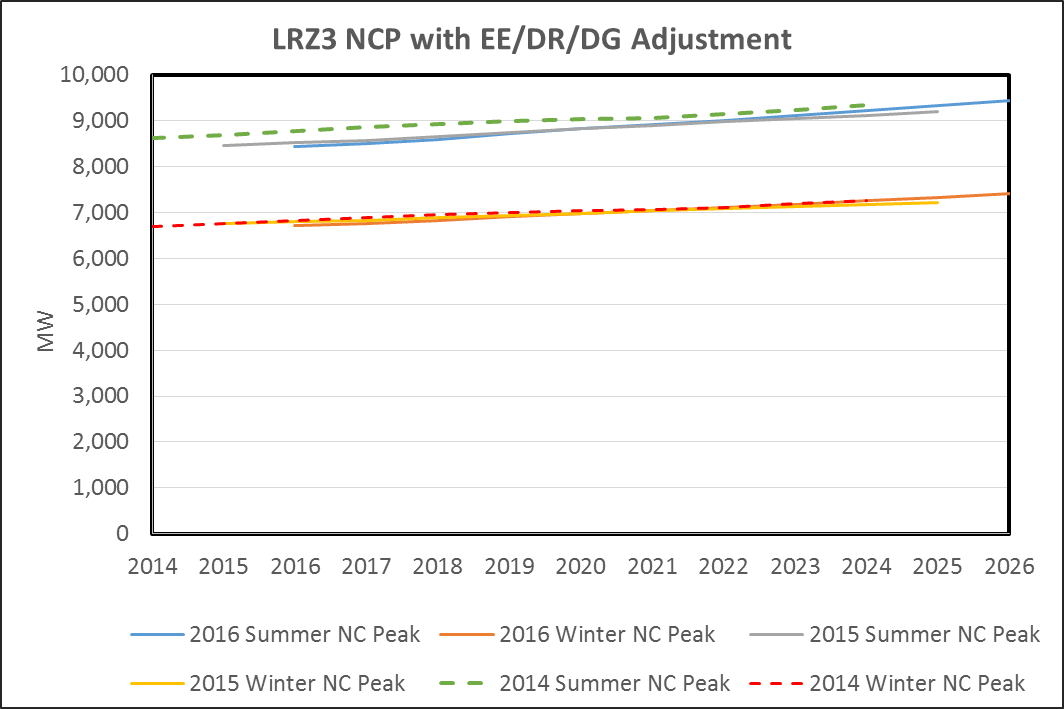 LRZ3 NCP with EE/DR/DG Adjustment
10,000
9,000
8,000
7,000
6,000
5,000
4,000
3,000
2,000
1,000
0
MW
2014 2015 2016 2017 2018 2019 2020 2021 2022 2023 2024 2025 2026
2016 Summer NC Peak 2016 Winter NC Peak 2015 Summer NC Peak
2015 Winter NC Peak 2014 Summer NC Peak 2014 Winter NC Peak